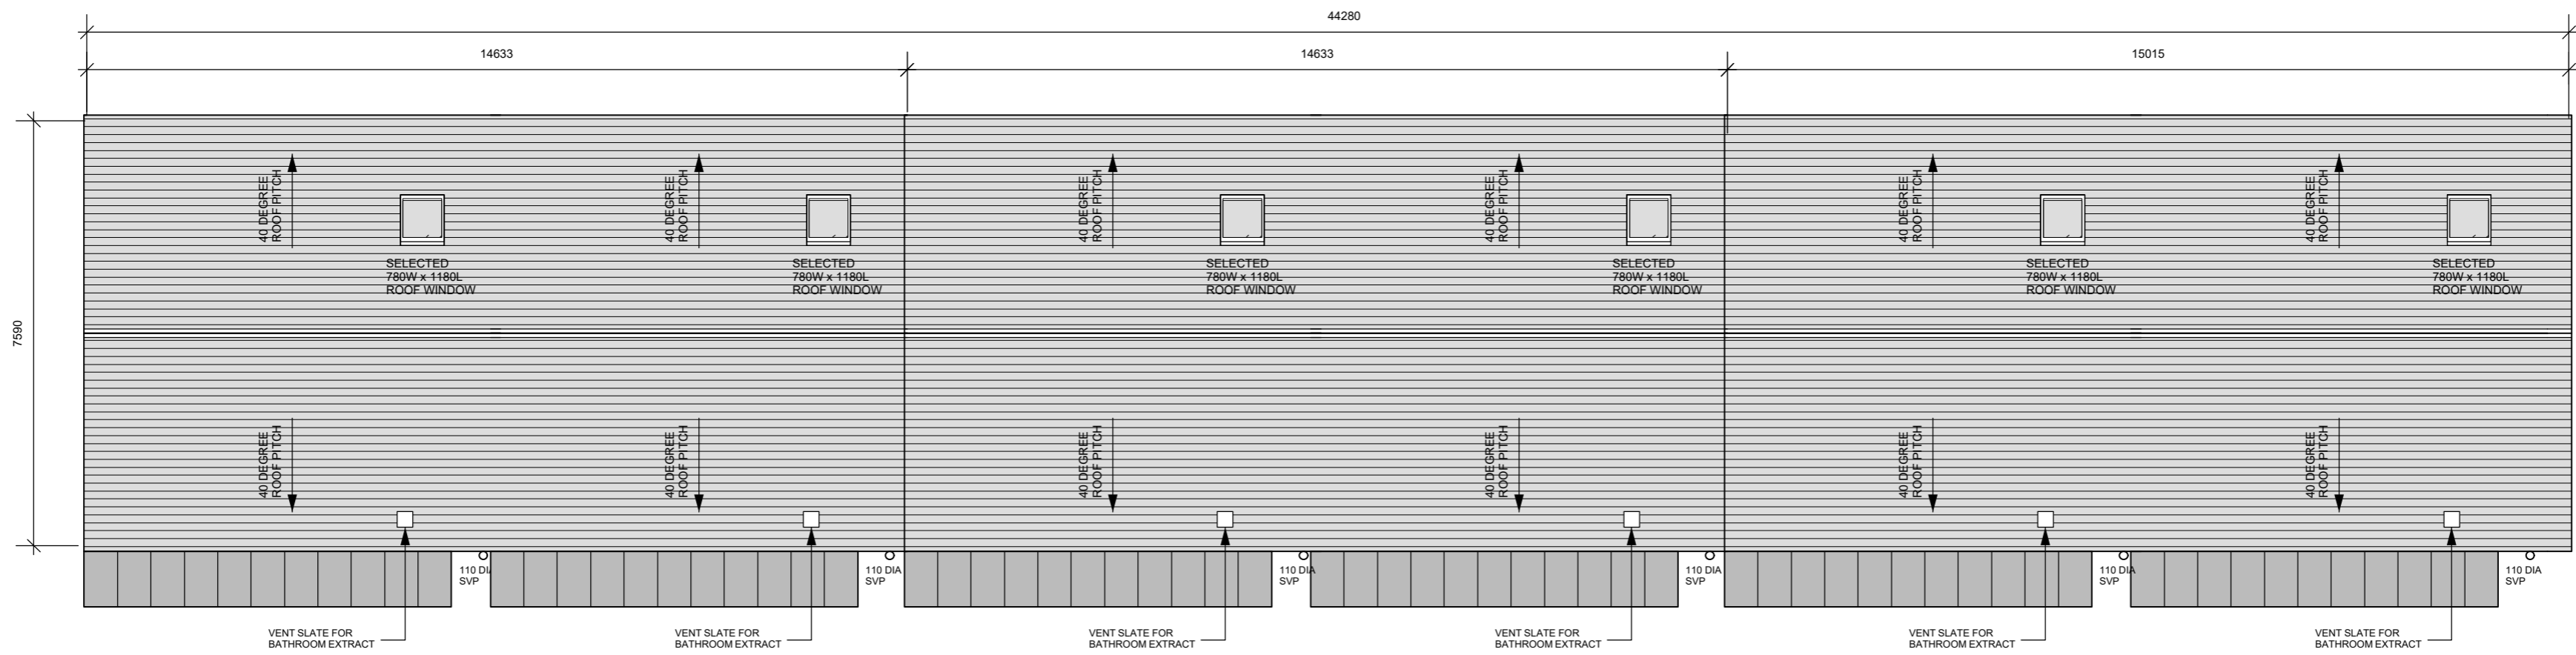 44280
14633
14633
15015
7590
40 DEGREE
ROOF PITCH
40 DEGREE
ROOF PITCH
40 DEGREE
ROOF PITCH
40 DEGREE
ROOF PITCH
40 DEGREE
ROOF PITCH
40 DEGREE
ROOF PITCH
SELECTED
780W x 1180L
ROOF WINDOW
SELECTED
780W x 1180L
ROOF WINDOW
SELECTED
780W x 1180L
ROOF WINDOW
SELECTED
780W x 1180L
ROOF WINDOW
SELECTED
780W x 1180L
ROOF WINDOW
SELECTED
780W x 1180L
ROOF WINDOW
40 DEGREE
ROOF PITCH
40 DEGREE
ROOF PITCH
40 DEGREE
ROOF PITCH
40 DEGREE
ROOF PITCH
40 DEGREE
ROOF PITCH
40 DEGREE
ROOF PITCH
110 DIA
SVP
110 DIA
SVP
110 DIA
SVP
110 DIA
SVP
110 DIA
SVP
110 DIA
SVP
VENT SLATE FOR
BATHROOM EXTRACT
VENT SLATE FOR
BATHROOM EXTRACT
VENT SLATE FOR
BATHROOM EXTRACT
VENT SLATE FOR
BATHROOM EXTRACT
VENT SLATE FOR
BATHROOM EXTRACT
VENT SLATE FOR
BATHROOM EXTRACT